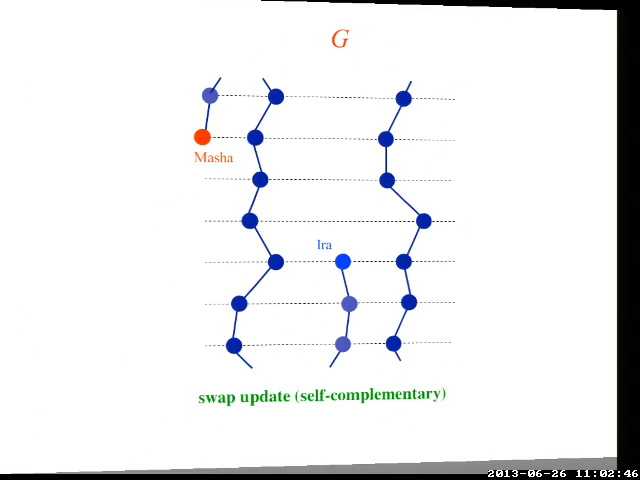 G
Masha
Ira
swap update (self-complementary)
2013-06-26 11:02:46